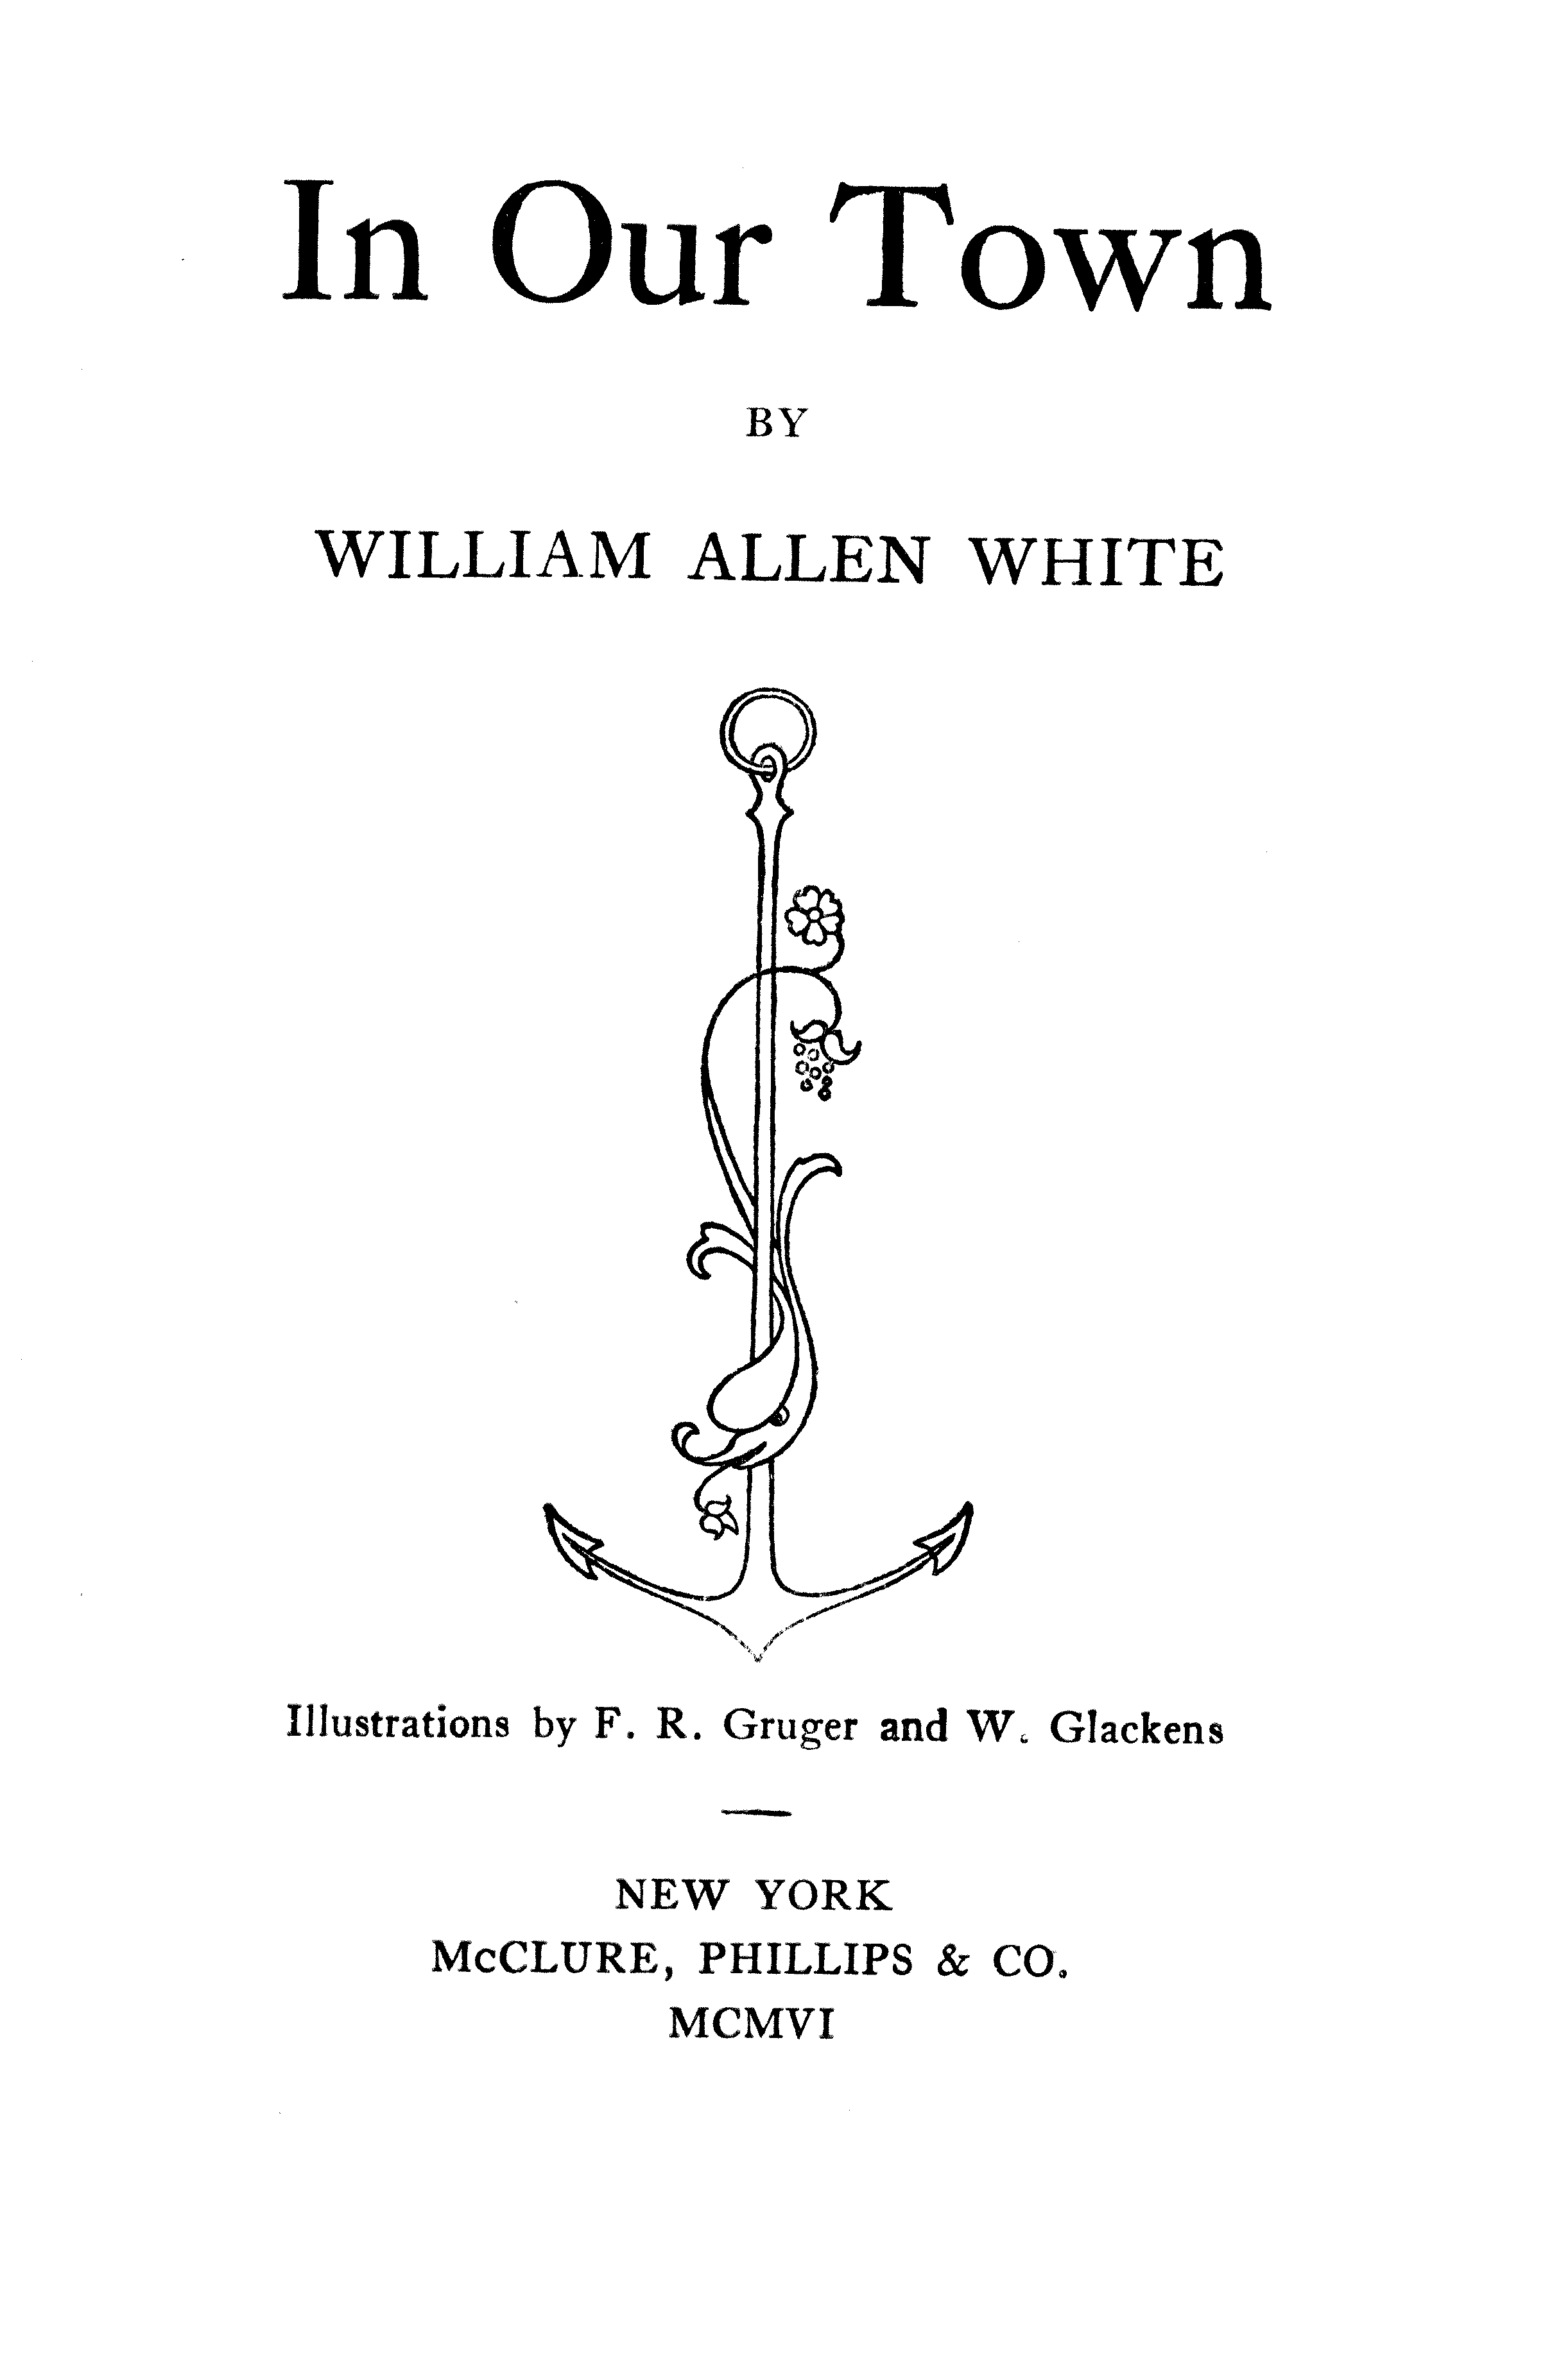 In Our Town
BY
WILLIAM ALLEN WHITE
Illustrations by F. R. Gruger and W. Glackens
NEW YORK
McCLURE, PHILLIPS & CO.
MCMVI